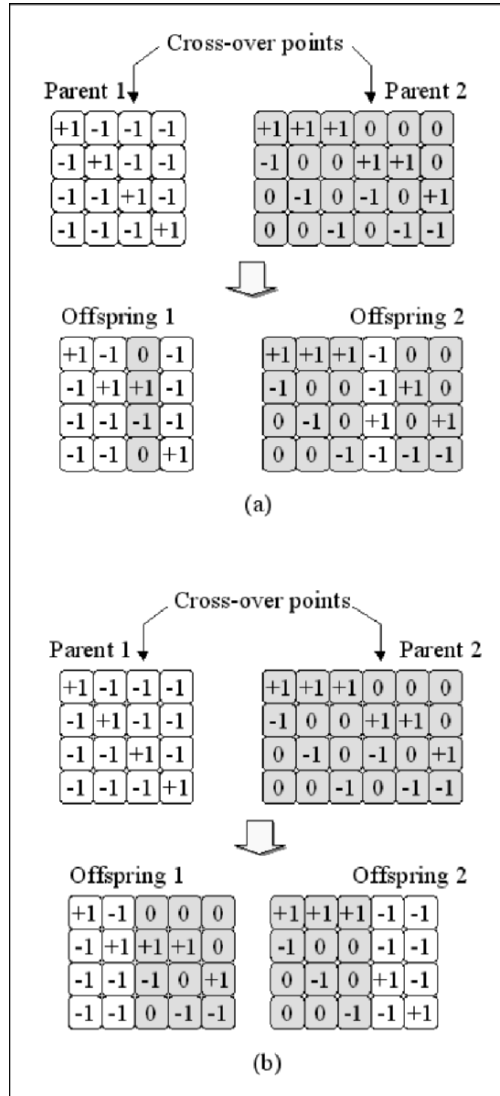 Cross-over points
Parent 1 Parent 2
+1 -1 -1 -1 +1 +1 +1 0 0 0
-1 +1 -1 -1 -1 0 0 +1 +1 0
-1 -1 +1 -1 0 -1 0 -1 0 +1
-1 -1 -1 +1 0 0 -1 0 -1 -1
Offspring 1 Offspring 2
+1 -1 0 -1 +1 +1 +1 -1 0 0
-1 +1 +1 -1 -1 0 0 -1 +1 0
-1 -1 -1 -1 0 -1 0 +1 0 +1
-1 -1 0 +1 0 0 -1 -1 -1 -1
(a)
Cross-over points
Parent 1 Parent 2
+1 -1 -1 -1 +1 +1 +1 0 0 0
-1 +1 -1 -1 -1 0 0 +1 +1 0
-1 -1 +1 -1 0 -1 0 -1 0 +1
-1 -1 -1 +1 0 0 -1 0 -1 -1
Offspring 1 Offspring 2
+1 -1 0 0 0 +1 +1 +1 -1 -1
-1 +1 +1 +1 0 -1 0 0 -1 -1
-1 -1 -1 0 +1 0 -1 0 +1 -1
-1 -1 0 -1 -1 0 0 -1 -1 +1
(b)